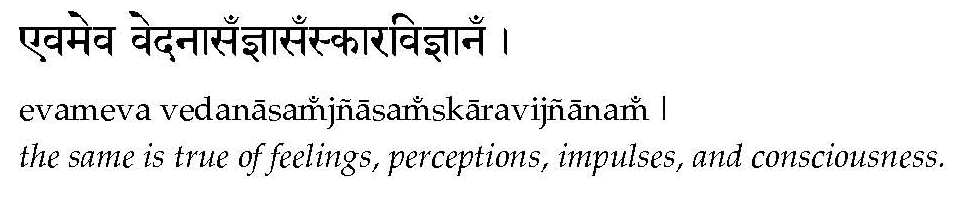 एवमेव वेदनासँज्ञासँस्कारविज्ञानँ ।
evameva vedanāsam̐jñāsam̐skāravijñānam̐ |
the same is true of feelings, perceptions, impulses, and consciousness.